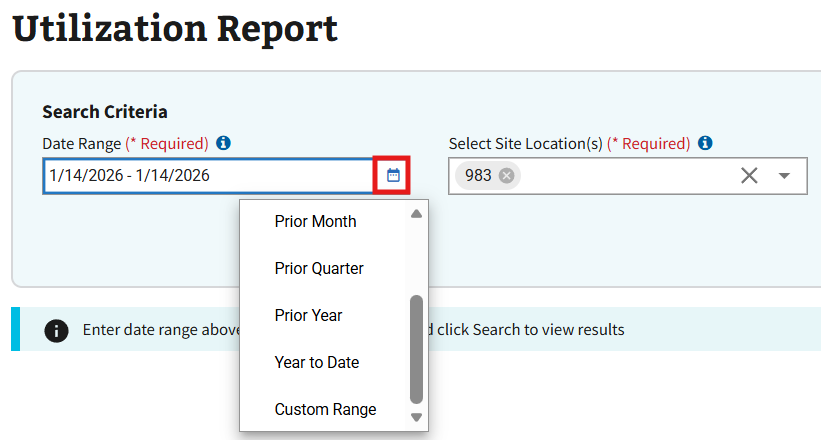 Utilization Report
Search Criteria
Date Range (* Required)
Select Site Location(s) (* Required)
1/14/2026 - 1/14/2026
983
Prior Month
Prior Quarter
Prior Year
Year to Date
Custom Range
Enter date range above d click Search to view results